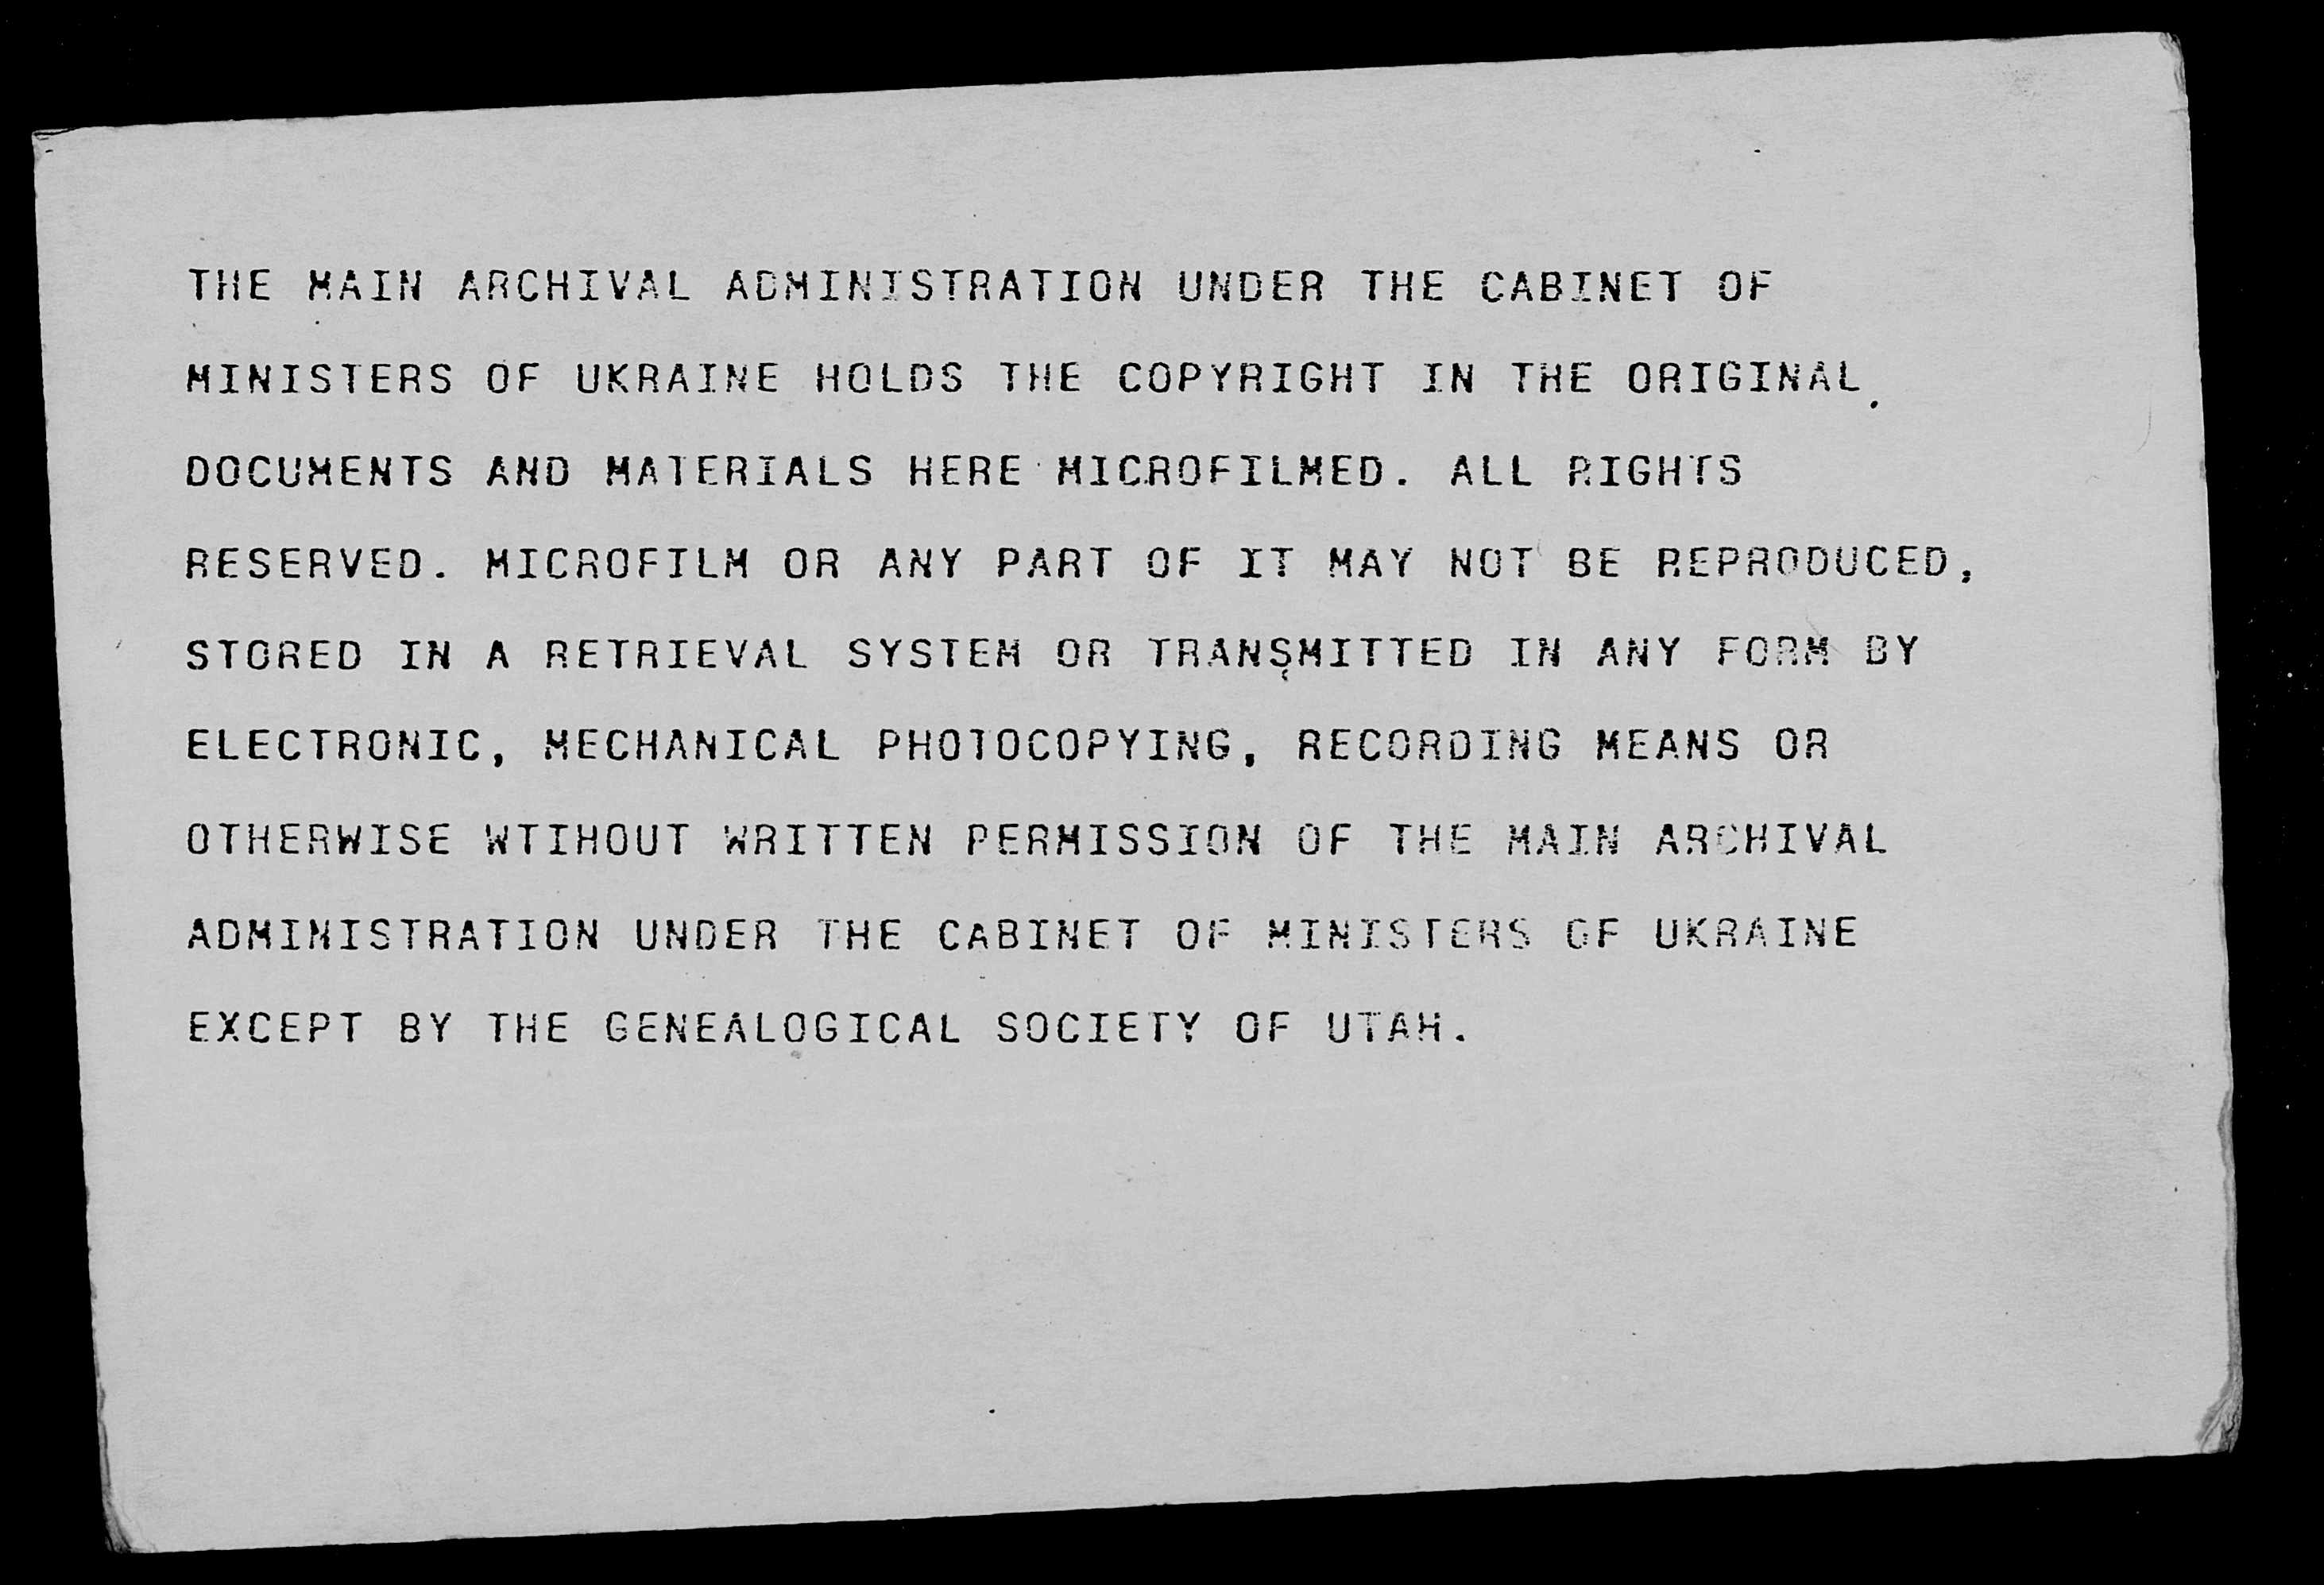 THE MAIN ARCHIVAL ADMINISTRATION UNDER THE CABINET OF
MINISTERS OF UKRAINE HOLDS THE COPYRIGHT IN THE ORIGINAL
DOCUMENTS AND MATERIALS HERE MICROFILMED. ALL RIGHTS
RESERVED. MICROFILM OR ANY PART OF IT MAY NOT BE REPRODUCED,
STORED IN A RETRIEVAL SYSTEM OR TRANSMITTED IN ANY FORM BY
ELECTRONIC, MECHANICAL PHOTOCOPYING, RECORDING MEANS OR
OTHERWISE WTIHOUT WRITTEN PERMISSION OF THE MAIN ARCHIVAL
ADMINISTRATION UNDER THE CABINET OF MINISTERS OF UKRAINE
EXCEPT BY THE GENEALOGICAL SOCIETY OF UTAH.